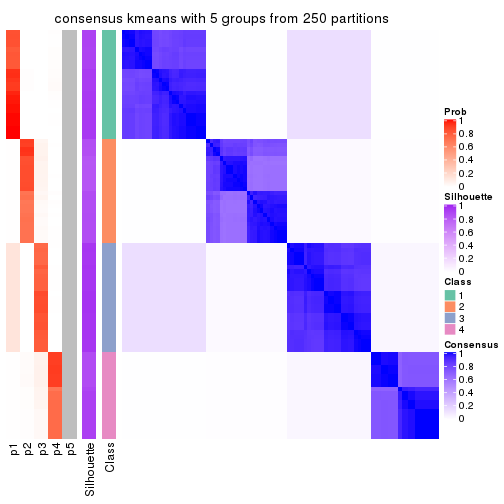 consensus kmeans with 5 groups from 250 partitions
Prob
1
0.8
0.6
0.4
0.2
0
Silhouette
1
0.8
0.6
0.4
0.2
0
Class
1
2
3
4
Consensus
1
0.8
0.6
0.4
0.2
0
p1
p2
p3
p4
p5
Silhouette
Class